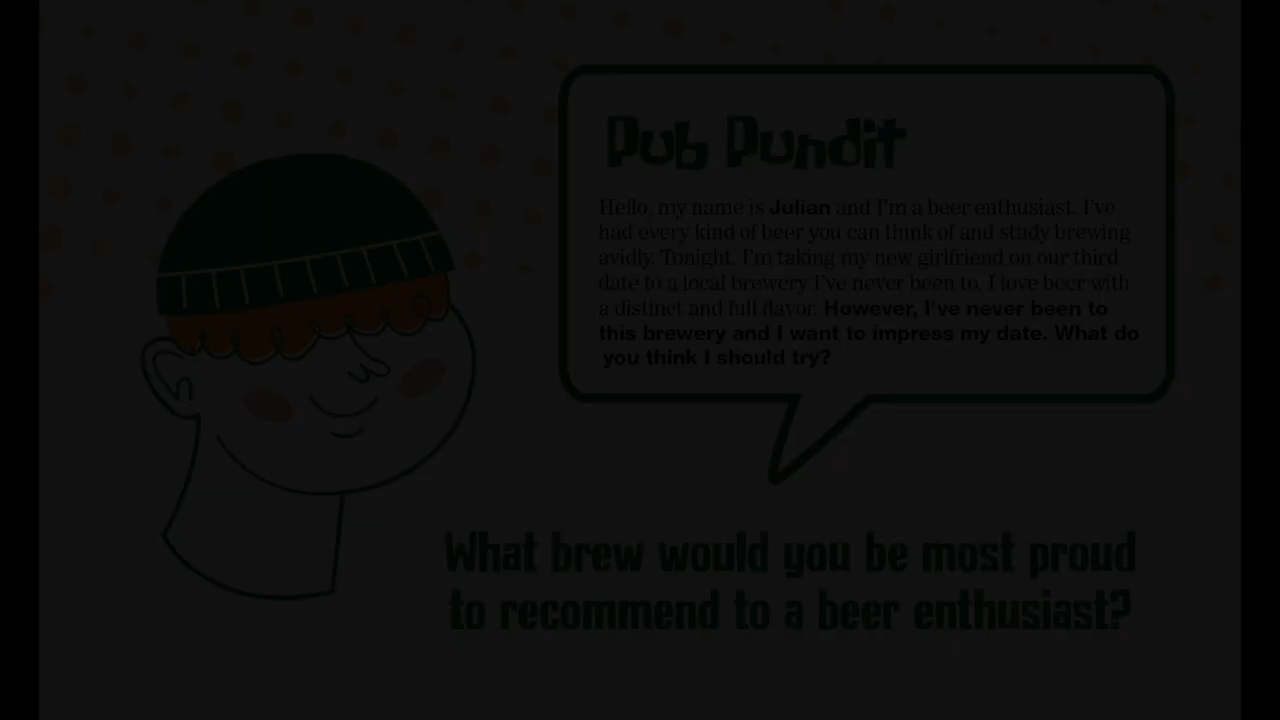 Pub Pundit
Hello, my name is Julian and I'm a beer enthusiast. I've
had every kind of beer you can think of and study brewing
avidly. Tonight, I'm taking my new girlfriend on our third
date to a local brewery I've never been to. I love beer with
a distinct and full flavor. However, I've never been to
this brewery and I want to impress my date. What do
you think I should try?
What brew would you be most proud
to recommend to a beer enthusiast?